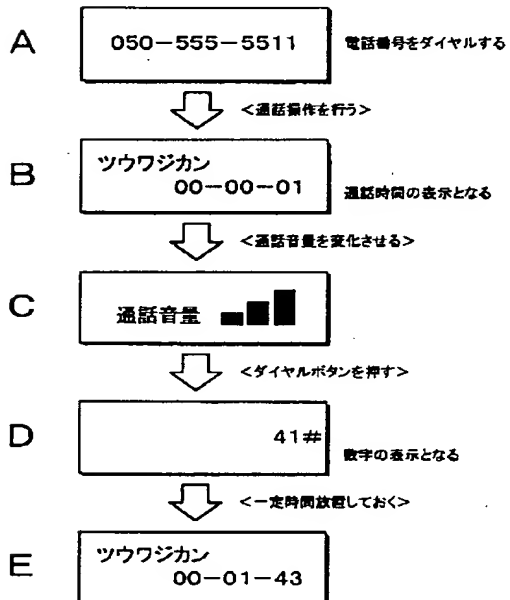 A
050−555−5511
電話番号をダイヤルする
<通話操作を行う>
B
ツウワジカン
00−00−01
通話時間の表示となる
<通話音量を変化させる>
C
通話音量
<ダイヤルボタンを押す>
D
41#
数字の表示となる
<一定時間放置しておく>
E
ツウワジカン
00−01−43